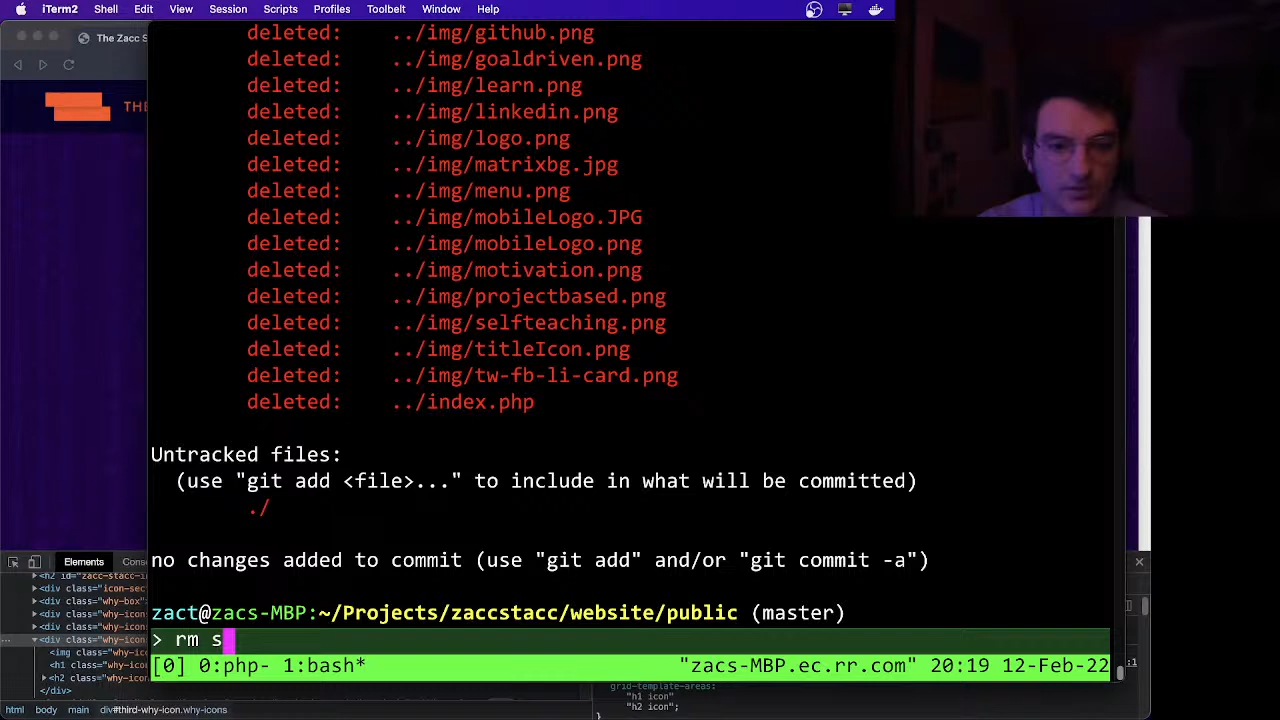 iTerm2 Shell Edit View Session Scripts Profiles Toolbelt Window Help
The Zacc S
THE
deleted: ../img/github.png
deleted: ../img/goaldriven.png
deleted: ../img/learn.png
deleted: ../img/linkedin.png
deleted: ../img/logo.png
deleted: ../img/matrixbg.jpg
deleted: ../img/menu.png
deleted: ../img/mobileLogo.JPG
deleted: ../img/mobileLogo.png
deleted: ../img/motivation.png
deleted: ../img/projectbased.png
deleted: ../img/selfteaching.png
deleted: ../img/titleIcon.png
deleted: ../img/tw-fb-li-card.png
deleted: ../index.php
Untracked files:
(use "git add <file>..." to include in what will be committed)
./
no changes added to commit (use "git add" and/or "git commit -a")
zact@zacs-MBP:~/Projects/zaccstacc/website/public (master)
> rm s
[0] 0:php- 1:bash* "zacs-MBP.ec.rr.com" 20:19 12-Feb-22
Elements Cons
<h2 id="zacc-stacc-i
<div class="icon-sect
<div class="why-box"
<div class="why-icon
<div class="why-icon
<div class="why-icon
<img class="why-ic
<h1 class="why-ico
<h2 class="why-ico
</div>
:1
grid-template-areas:
"h1 icon"
"h2 icon";
html body main div#third-why-icon.why-icons